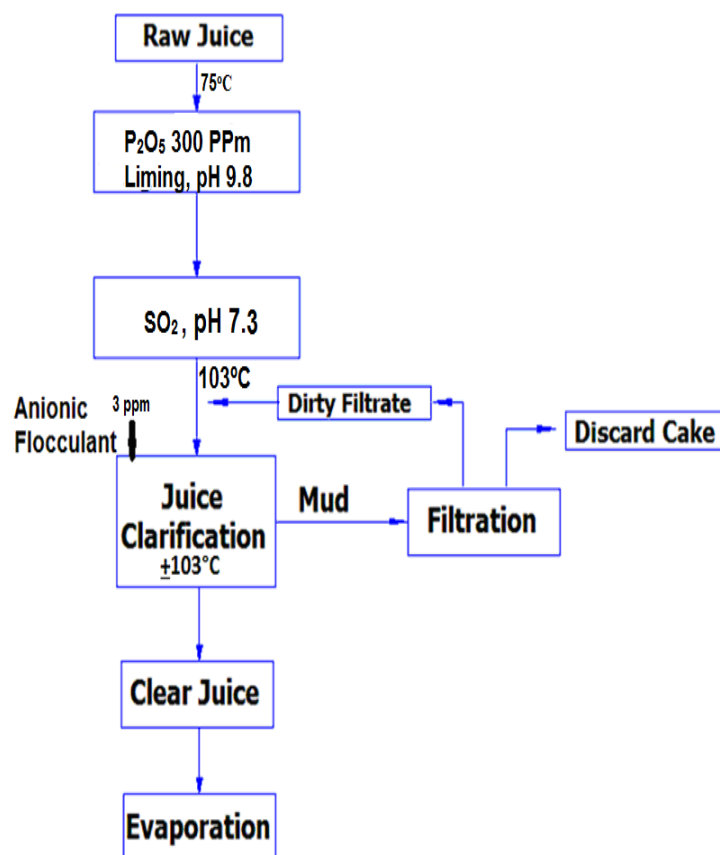 Raw Juice
75ºC
P₂O₅ 300 PPm
Liming, pH 9.8
SO₂ , pH 7.3
103ºC
Dirty Filtrate
3 ppm
Anionic
Flocculant
Discard Cake
Juice
Clarification
±103°C
Mud
Filtration
Clear Juice
Evaporation